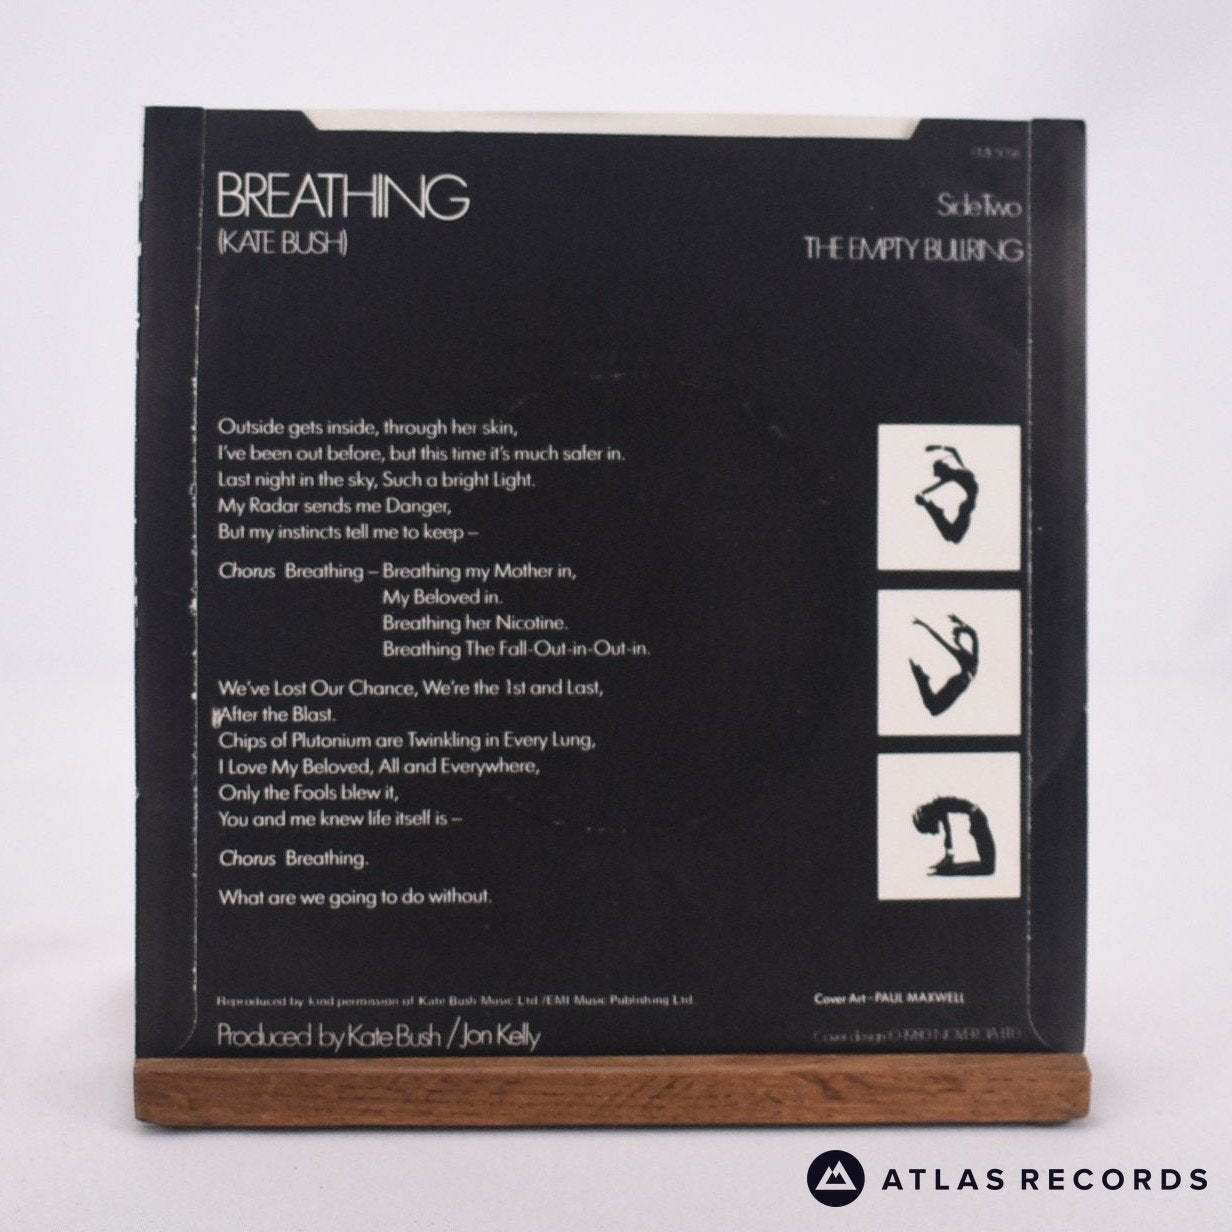 BREATHING
(KATE BUSH)
Side Two
THE EMPTY BULLRING
Outside gets inside, through her skin,
I've been out before, but this time it's much safer in.
Last night in the sky, Such a bright Light.
My Radar sends me Danger,
But my instincts tell me to keep –
Chorus Breathing – Breathing my Mother in,
My Beloved in.
Breathing her Nicotine.
Breathing The Fall-Out-in-Out-in.
We've Lost Our Chance, We're the 1st and Last,
After the Blast.
Chips of Plutonium are Twinkling in Every Lung,
I Love My Beloved, All and Everywhere,
Only the Fools blew it,
You and me knew life itself is –
Chorus Breathing.
What are we going to do without.
Reproduced by kind permission of Kate Bush Music Ltd./EMI Music Publishing Ltd.
Cover Art – PAUL MAXWELL
Produced by Kate Bush / Jon Kelly
Cover design © 1980 NOVERCIA LTD
ATLAS RECORDS